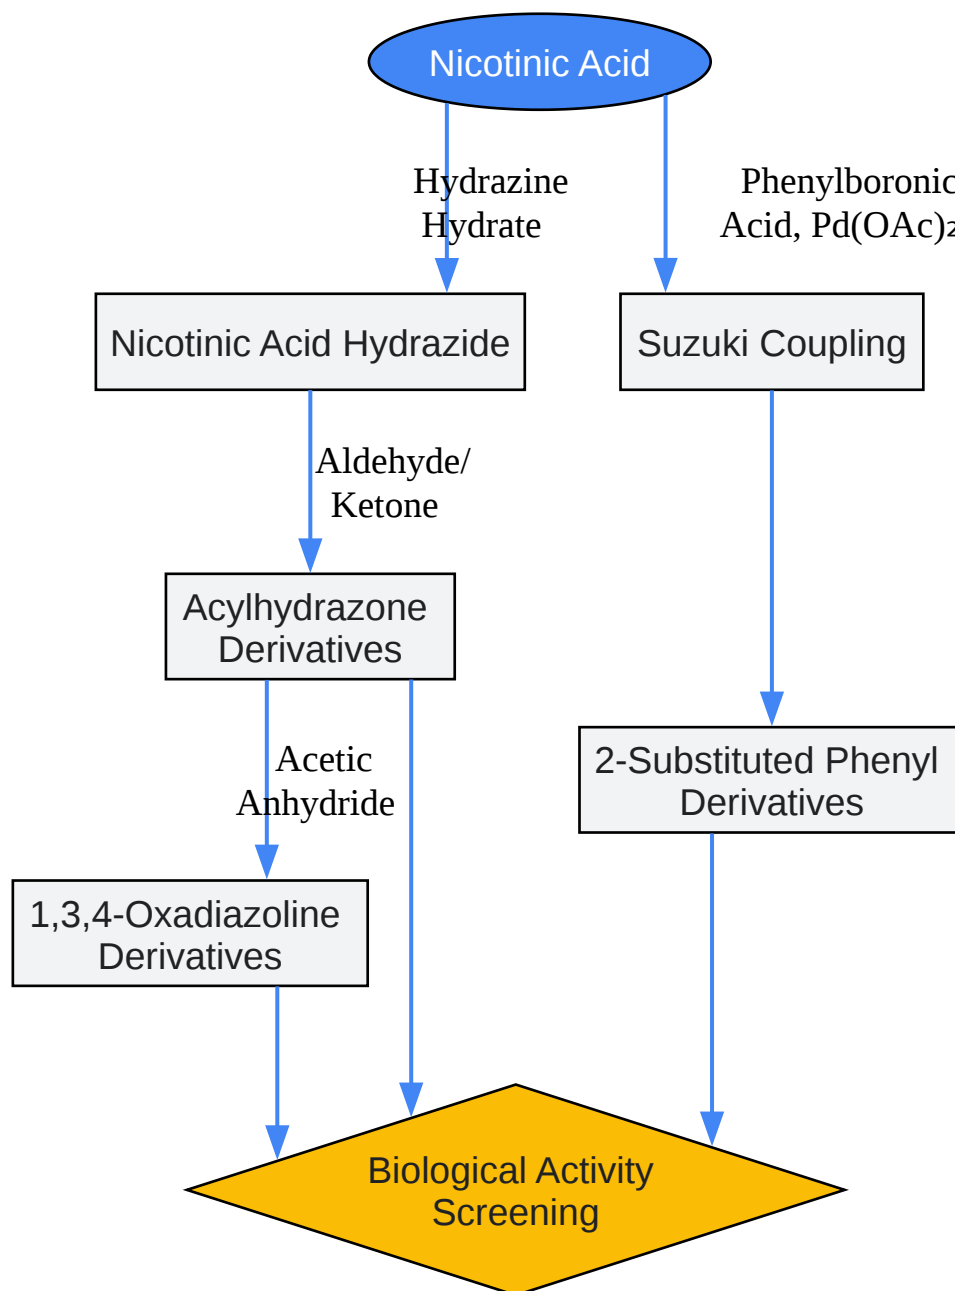 Nicotinic Acid
Hydrazine
Hydrate
Phenylboronic
Acid, Pd(OAc)₂
Nicotinic Acid Hydrazide
Suzuki Coupling
Aldehyde/
Ketone
Acylhydrazone
Derivatives
Acetic
Anhydride
2-Substituted Phenyl
Derivatives
1,3,4-Oxadiazoline
Derivatives
Biological Activity
Screening